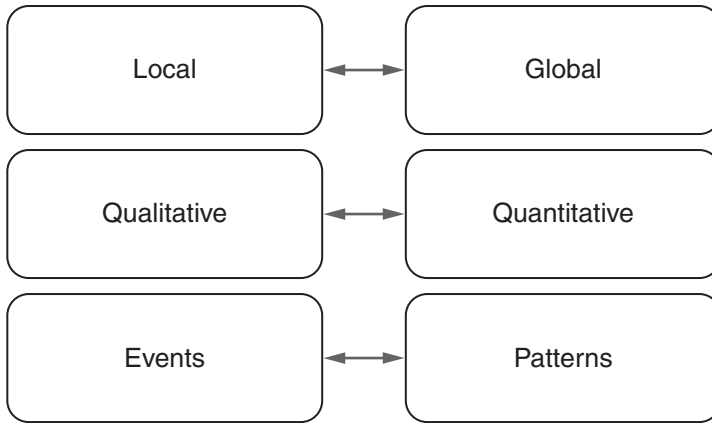 Local
Global
Qualitative
Quantitative
Events
Patterns